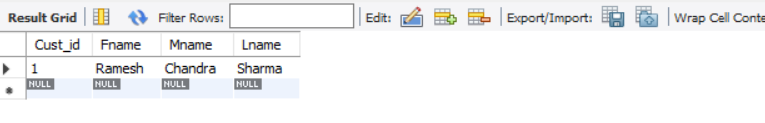 Result Grid Filter Rows: Edit: Export/Import: Wrap Cell Conte
Cust_id Fname Mname Lname
1 Ramesh Chandra Sharma
NULL NULL NULL NULL